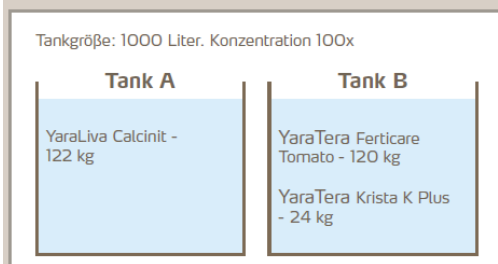 Tankgröße: 1000 Liter. Konzentration 100x
Tank A
YaraLiva Calcinit -
122 kg
Tank B
YaraTera Ferticare
Tomato - 120 kg
YaraTera Krista K Plus
- 24 kg